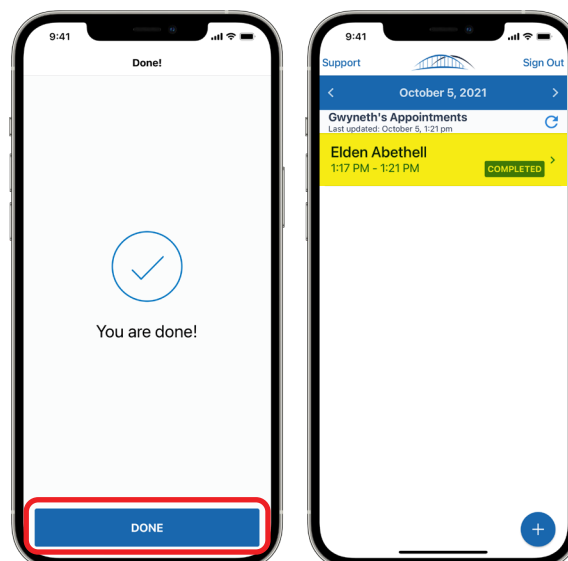 9:41
Done!
You are done!
DONE
9:41
Support
Sign Out
October 5, 2021
Gwyneth's Appointments
Last updated: October 5, 1:21 pm
Elden Abethell
1:17 PM - 1:21 PM
COMPLETED